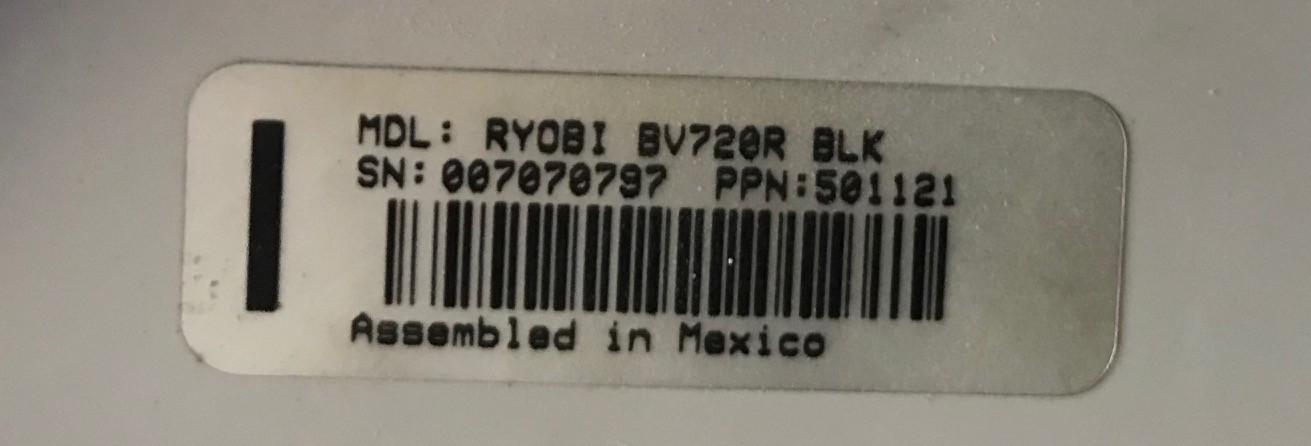 MDL: RYOBI BV720R BLK
SN: 007070797 PPN:501121
Assembled in Mexico